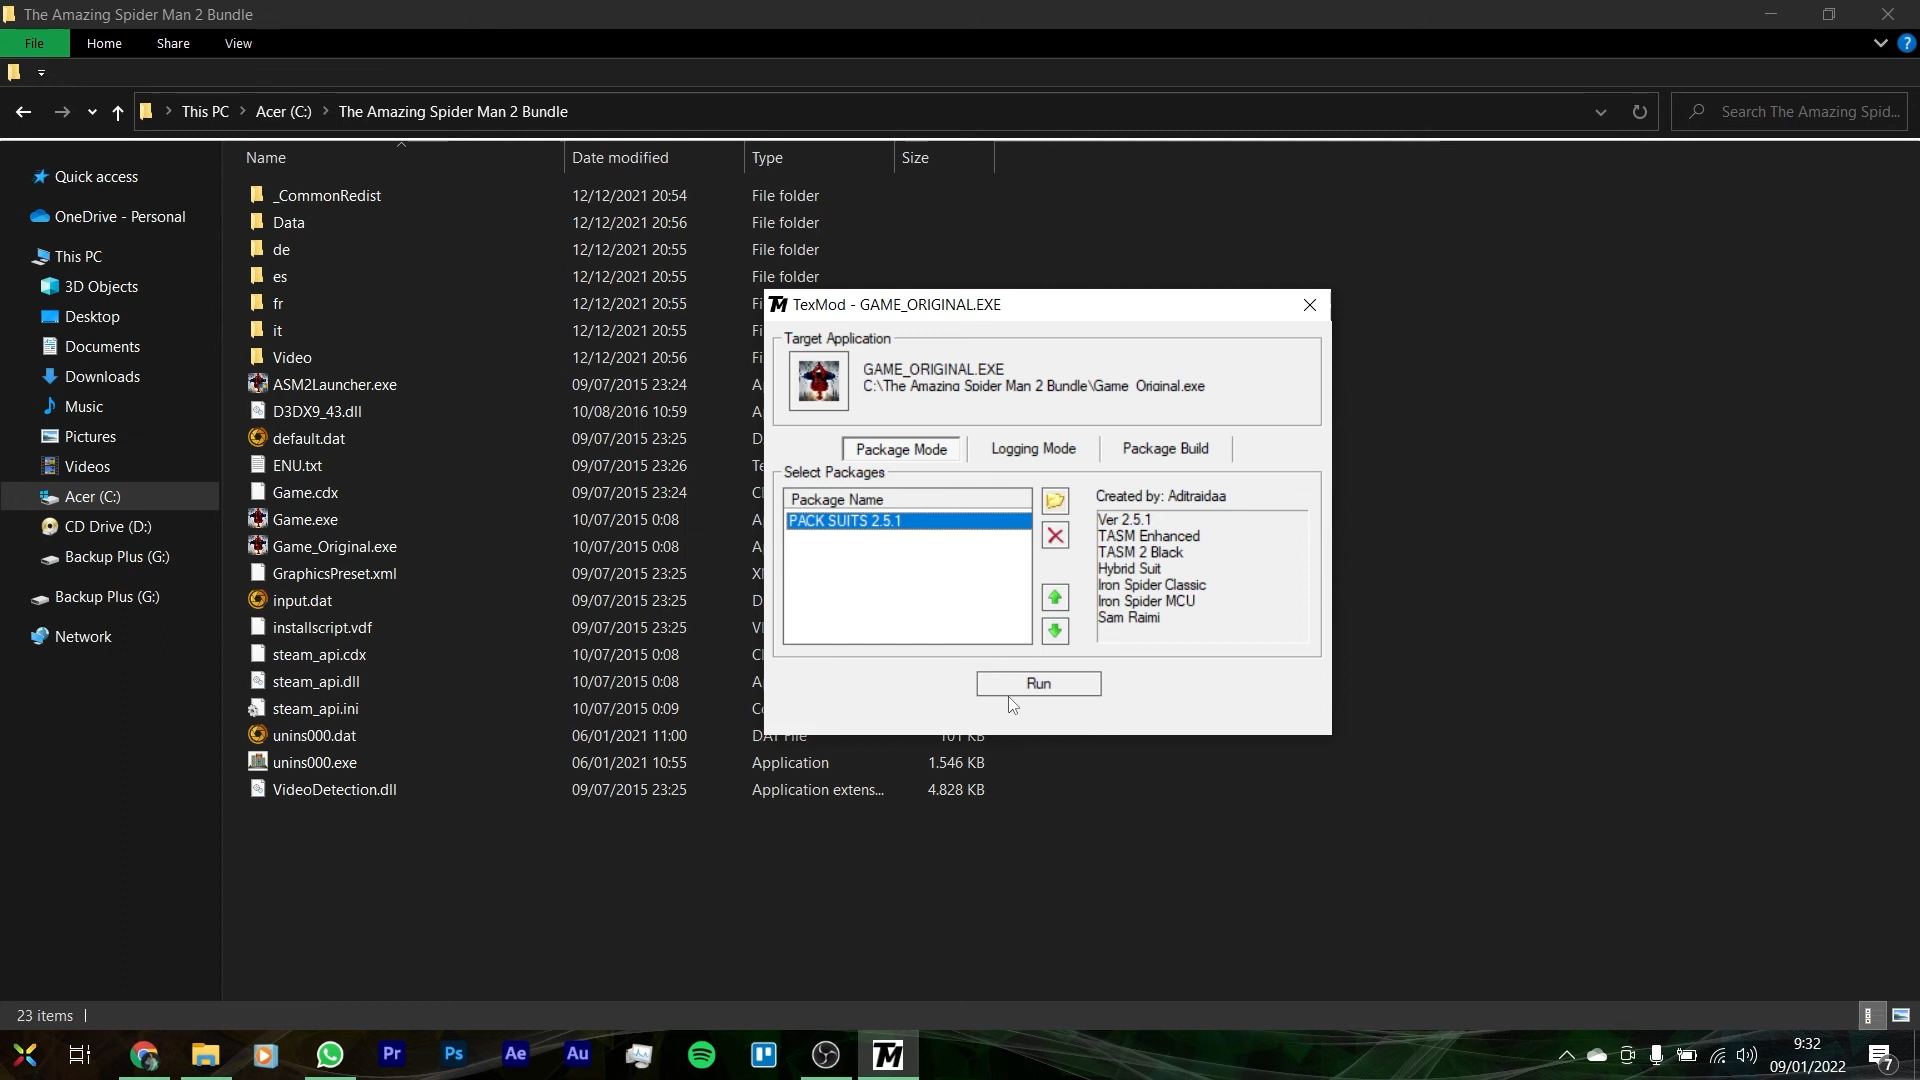 The Amazing Spider Man 2 Bundle
File Home Share View
This PC > Acer (C:) > The Amazing Spider Man 2 Bundle
Search The Amazing Spid...
Name Date modified Type Size
Quick access
OneDrive - Personal
This PC
3D Objects
Desktop
Documents
Downloads
Music
Pictures
Videos
Acer (C:)
CD Drive (D:)
Backup Plus (G:)
Backup Plus (G:)
Network
_CommonRedist 12/12/2021 20:54 File folder
Data 12/12/2021 20:56 File folder
de 12/12/2021 20:55 File folder
es 12/12/2021 20:55 File folder
fr 12/12/2021 20:55
it 12/12/2021 20:55
Video 12/12/2021 20:56
ASM2Launcher.exe 09/07/2015 23:24
D3DX9_43.dll 10/08/2016 10:59
default.dat 09/07/2015 23:25
ENU.txt 09/07/2015 23:26
Game.cdx 09/07/2015 23:24
Game.exe 10/07/2015 0:08
Game_Original.exe 10/07/2015 0:08
GraphicsPreset.xml 09/07/2015 23:25
input.dat 09/07/2015 23:25
installscript.vdf 09/07/2015 23:25
steam_api.cdx 10/07/2015 0:08
steam_api.dll 10/07/2015 0:08
steam_api.ini 10/07/2015 0:09
unins000.dat 06/01/2021 11:00 DAT File 101 KB
unins000.exe 06/01/2021 10:55 Application 1.546 KB
VideoDetection.dll 09/07/2015 23:25 Application extens... 4.828 KB
TexMod - GAME_ORIGINAL.EXE
Target Application
GAME_ORIGINAL.EXE
C:\The Amazing Spider Man 2 Bundle\Game_Original.exe
Package Mode Logging Mode Package Build
Select Packages
Package Name
PACK SUITS 2.5.1
Created by: Aditraidaa
Ver 2.5.1
TASM Enhanced
TASM 2 Black
Hybrid Suit
Iron Spider Classic
Iron Spider MCU
Sam Raimi
Run
23 items
Pr Ps Ae Au
9:32
09/01/2022
7